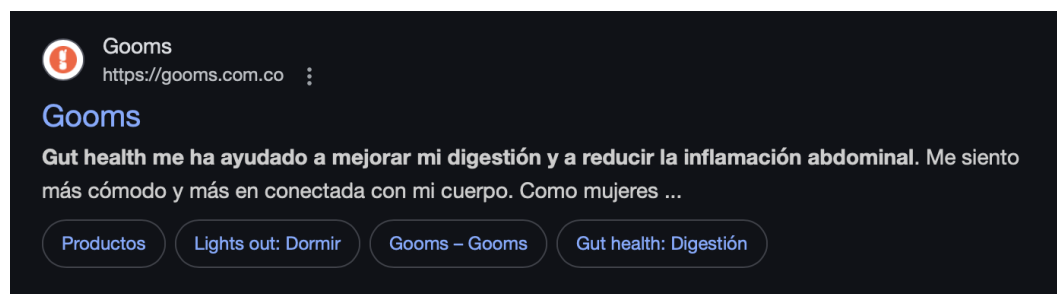 Gooms
https://gooms.com.co
Gooms
Gut health me ha ayudado a mejorar mi digestión y a reducir la inflamación abdominal. Me siento
más cómodo y más en conectada con mi cuerpo. Como mujeres ...
Productos
Lights out: Dormir
Gooms – Gooms
Gut health: Digestión